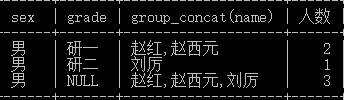 sex | grade | group_concat(name) | 人数
男 | 研一 | 赵红,赵西元 | 2
男 | 研二 | 刘厉 | 1
男 | NULL | 赵红,赵西元,刘厉 | 3